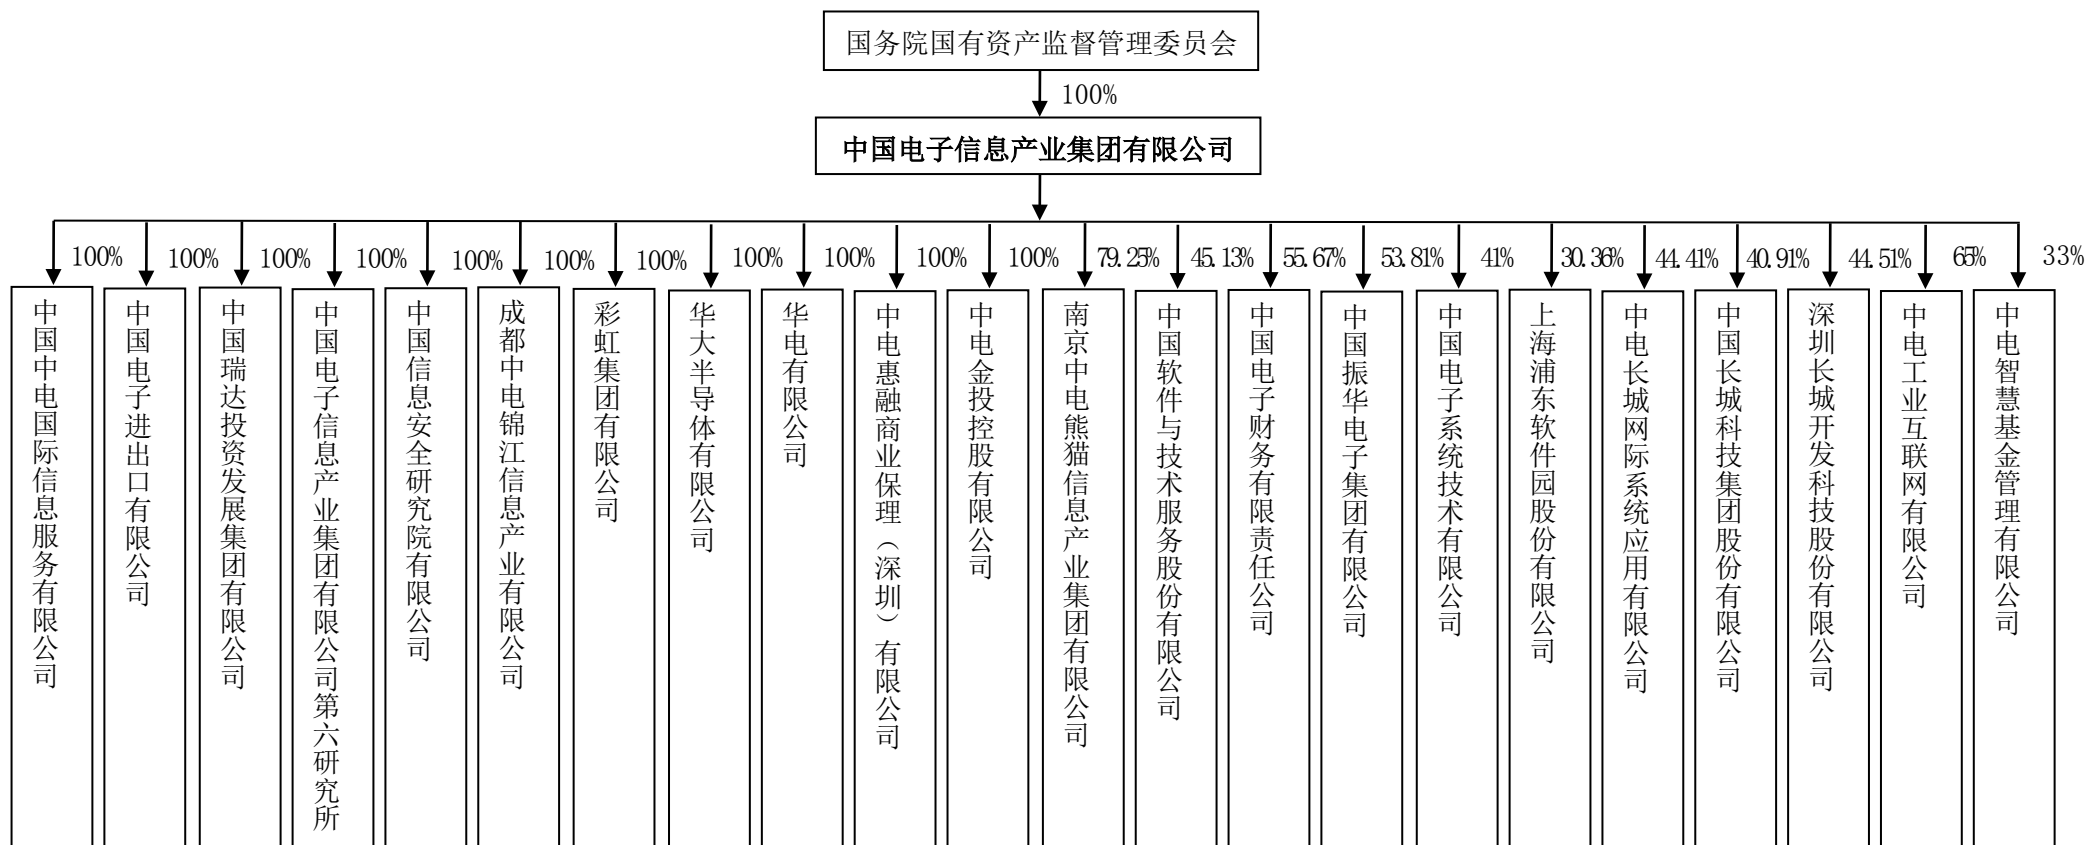 国务院国有资产监督管理委员会
100%
中国电子信息产业集团有限公司
100%
100%
100%
100%
100%
100%
100%
100%
100%
100%
100%
79.25%
45.13%
55.67%
53.81%
41%
30.36%
44.41%
40.91%
44.51%
65%
33%
中国中电国际信息服务有限公司
中国电子进出口有限公司
中国瑞达投资发展集团有限公司
中国电子信息产业集团有限公司第六研究所
中国信息安全研究院有限公司
成都中电锦江信息产业有限公司
彩虹集团有限公司
华大半导体有限公司
华电有限公司
中电惠融商业保理（深圳）有限公司
中电金投控股有限公司
南京中电熊猫信息产业集团有限公司
中国软件与技术服务股份有限公司
中国电子财务有限责任公司
中国振华电子集团有限公司
中国电子系统技术有限公司
上海浦东软件园股份有限公司
中电长城网际系统应用有限公司
中国长城科技集团股份有限公司
深圳长城开发科技股份有限公司
中电工业互联网有限公司
中电智慧基金管理有限公司